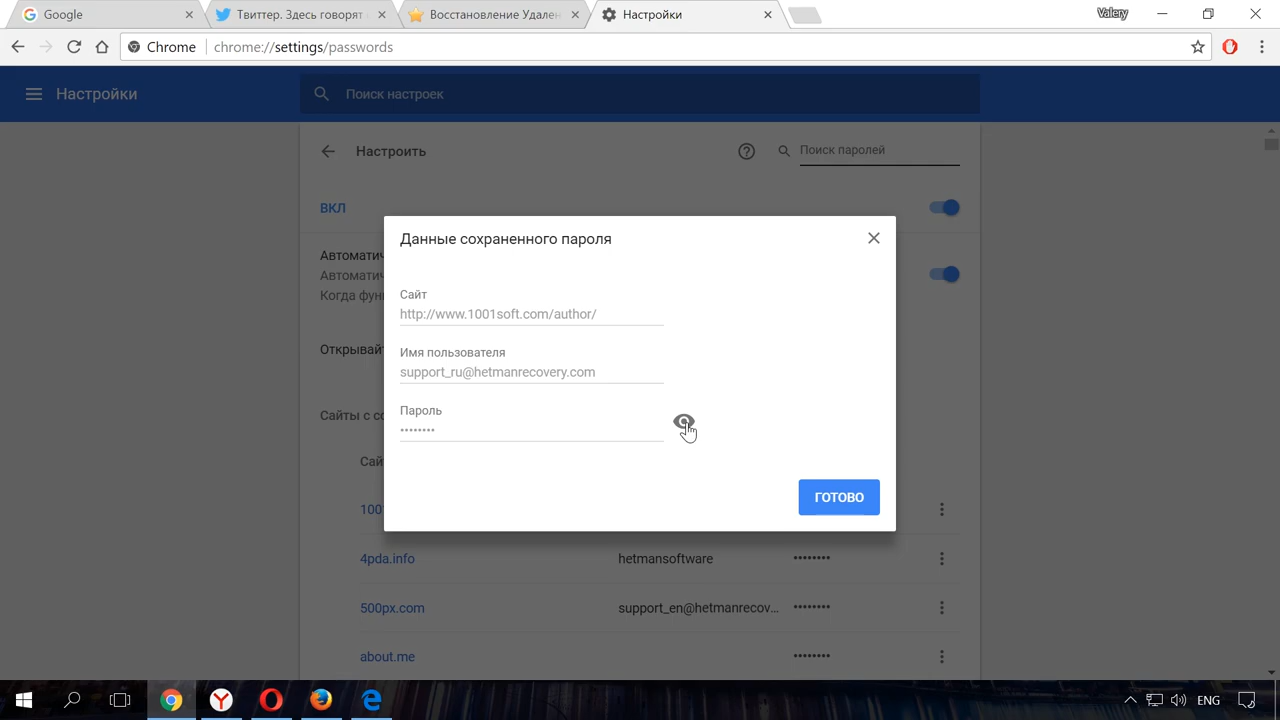 Google
Твиттер. Здесь говорят
Восстановление Удален
Настройки
Valery
Chrome
chrome://settings/passwords
Настройки
Поиск настроек
Настроить
Поиск паролей
ВКЛ
Данные сохраненного пароля
Автоматич
Автоматич
Когда фун
Сайт
http://www.1001soft.com/author/
Открывай
Имя пользователя
support_ru@hetmanrecovery.com
Сайты с со
Пароль
••••••••
Сай
ГОТОВО
100
4pda.info hetmansoftware ••••••••
500px.com support_en@hetmanrecov... ••••••••
about.me ••••••••
ENG